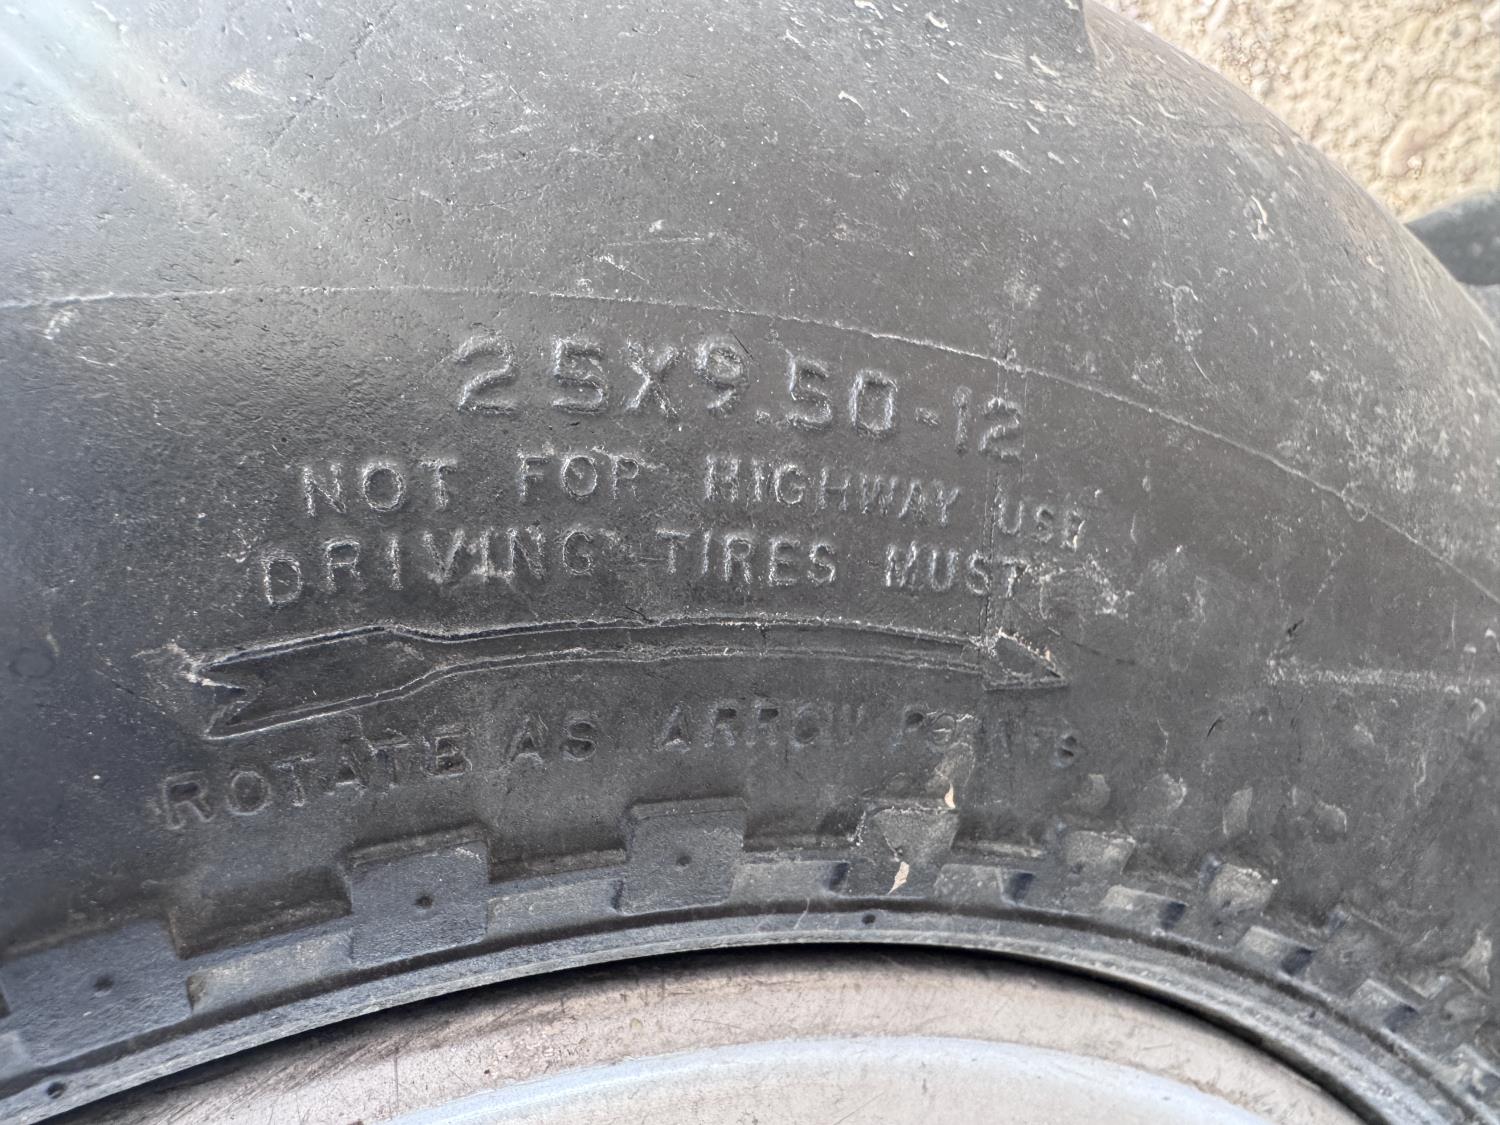 25X9.50-12
NOT FOR HIGHWAY USE
DRIVING TIRES MUST
ROTATE AS ARROW POINTS